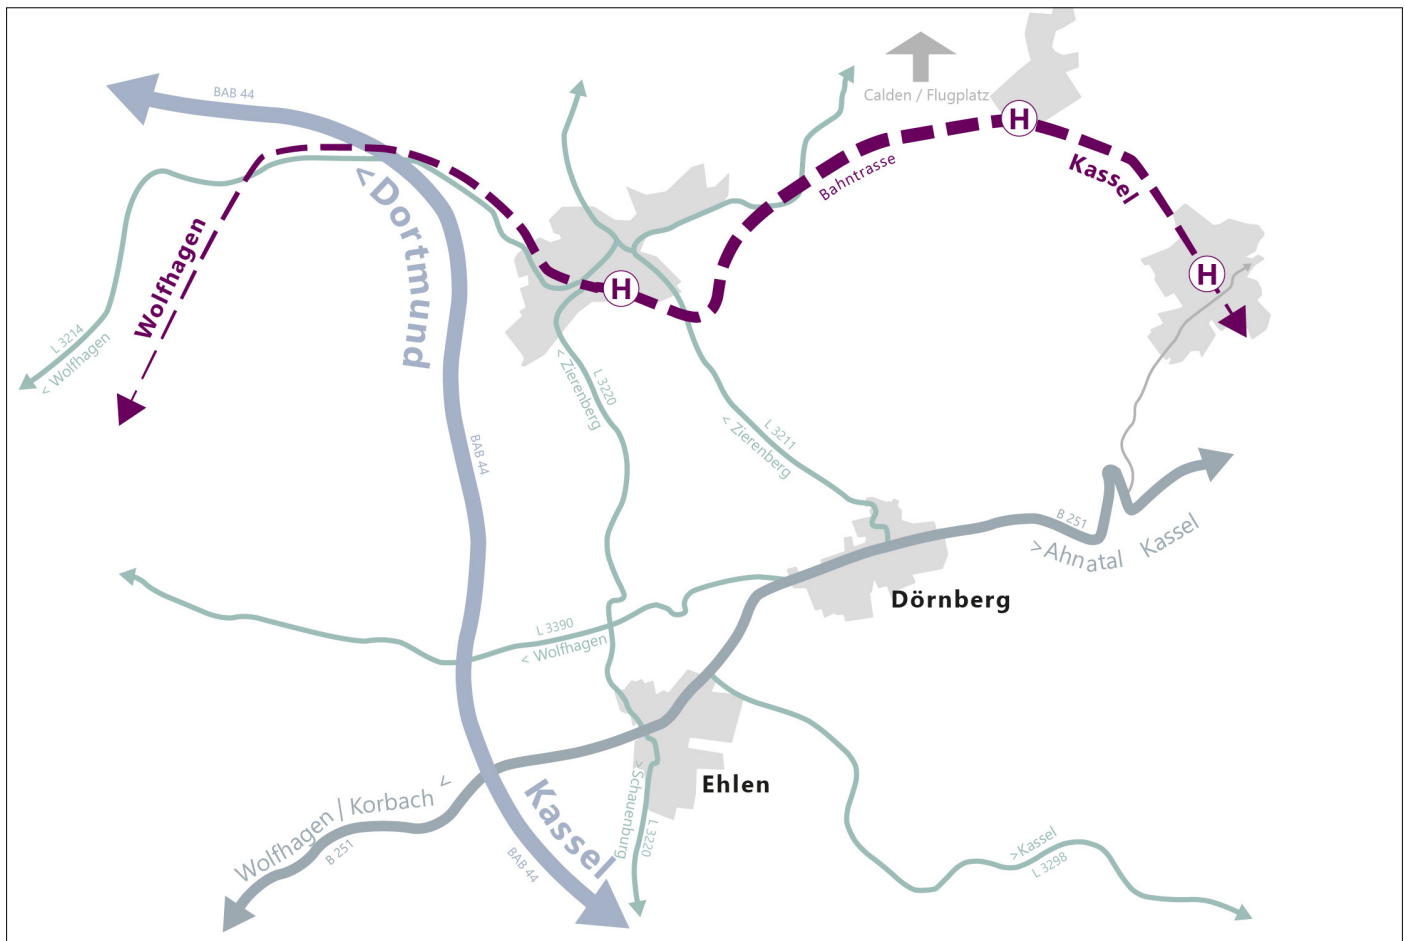 BAB 44
Calden / Flugplatz
H
Kassel
Bahntrasse
<Dortmund
Wolfhagen
H
H
L 3214
< Wolfhagen
L 3220
< Zierenberg
L 3211
< Zierenberg
BAB 44
B 251
>Ahnatal Kassel
Dörnberg
L 3390
< Wolfhagen
Ehlen
>Schauenburg
L 3220
Wolfhagen / Korbach <
B 251
Kassel
BAB 44
>Kassel
L 3298